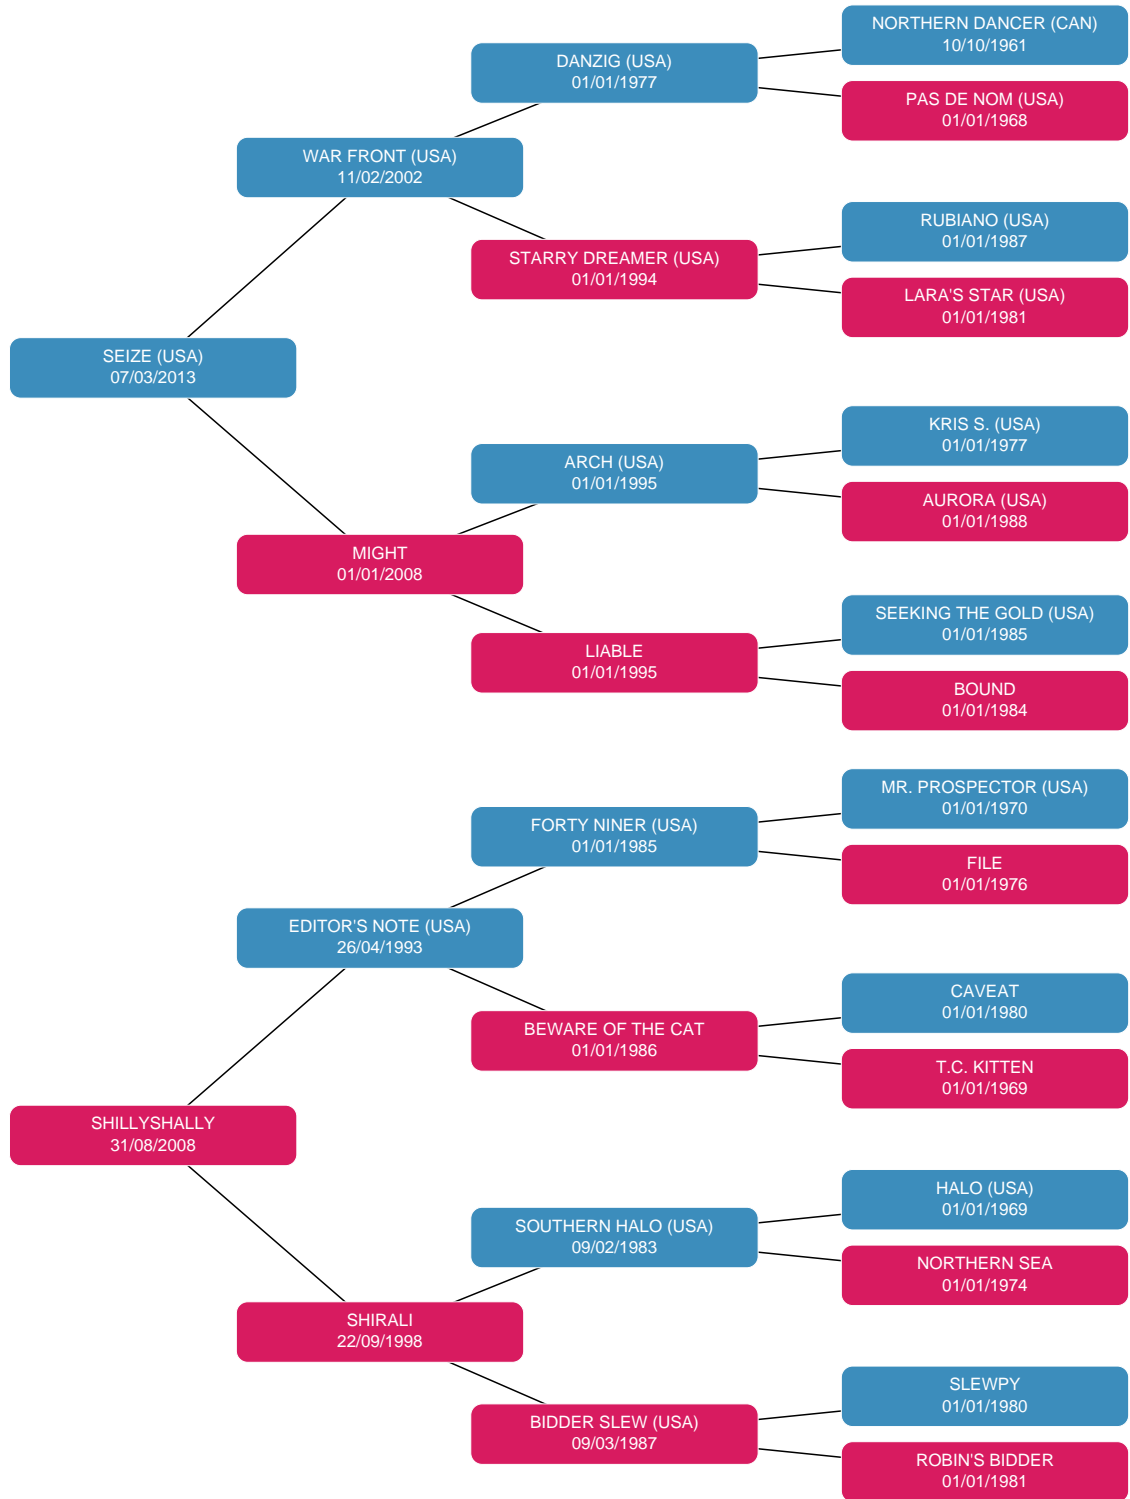 NORTHERN DANCER (CAN)
10/10/1961
DANZIG (USA)
01/01/1977
PAS DE NOM (USA)
01/01/1968
WAR FRONT (USA)
11/02/2002
RUBIANO (USA)
01/01/1987
STARRY DREAMER (USA)
01/01/1994
LARA'S STAR (USA)
01/01/1981
SEIZE (USA)
07/03/2013
KRIS S. (USA)
01/01/1977
ARCH (USA)
01/01/1995
AURORA (USA)
01/01/1988
MIGHT
01/01/2008
SEEKING THE GOLD (USA)
01/01/1985
LIABLE
01/01/1995
BOUND
01/01/1984
MR. PROSPECTOR (USA)
01/01/1970
FORTY NINER (USA)
01/01/1985
FILE
01/01/1976
EDITOR'S NOTE (USA)
26/04/1993
CAVEAT
01/01/1980
BEWARE OF THE CAT
01/01/1986
T.C. KITTEN
01/01/1969
SHILLYSHALLY
31/08/2008
HALO (USA)
01/01/1969
SOUTHERN HALO (USA)
09/02/1983
NORTHERN SEA
01/01/1974
SHIRALI
22/09/1998
SLEWPY
01/01/1980
BIDDER SLEW (USA)
09/03/1987
ROBIN'S BIDDER
01/01/1981